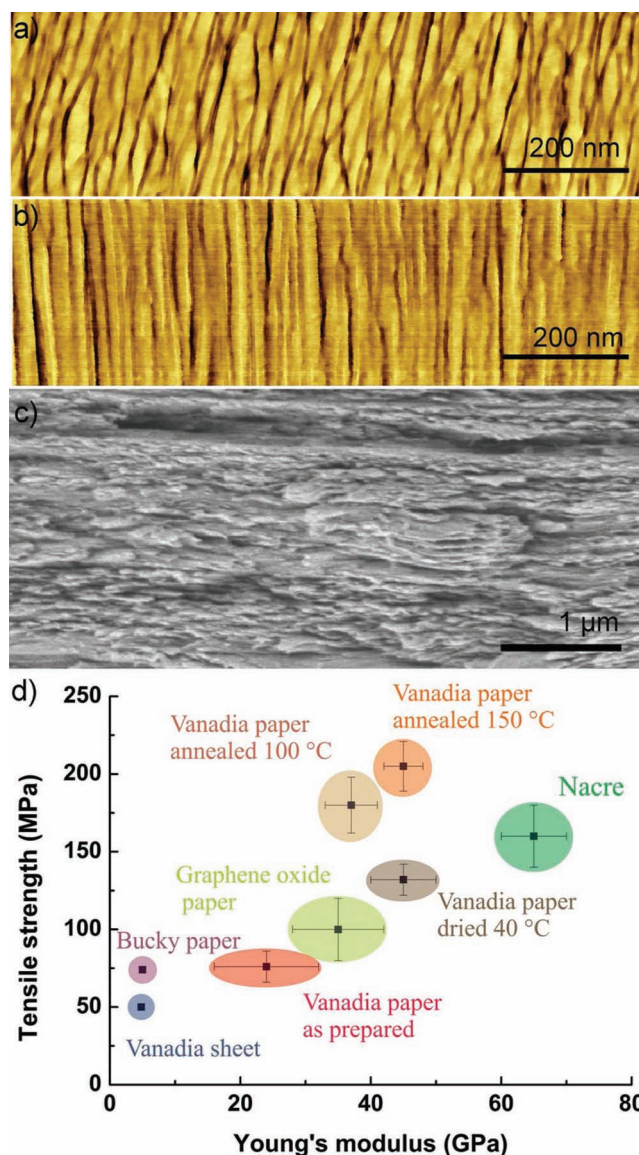 a)
200 nm
b)
200 nm
c)
1 µm
d)
250
200
150
100
50
0
Tensile strength (MPa)
Vanadia paper
annealed 150 °C
Vanadia paper
annealed 100 °C
Nacre
Graphene oxide
paper
Vanadia paper
dried 40 °C
Bucky paper
Vanadia paper
as prepared
Vanadia sheet
0
20
40
60
80
Young's modulus (GPa)